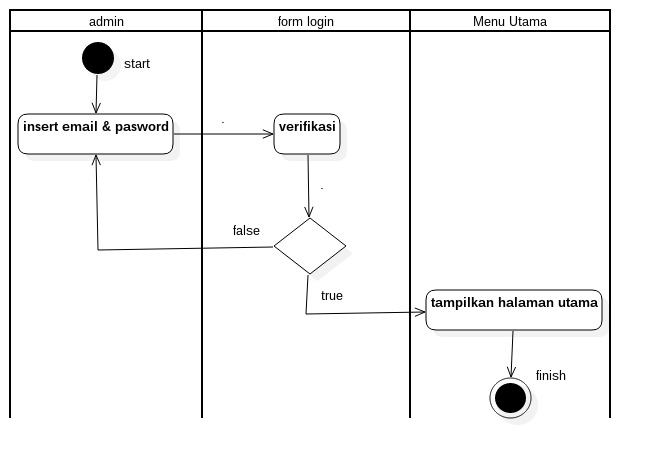 admin
form login
Menu Utama
start
insert email & pasword
.
verifikasi
.
false
true
tampilkan halaman utama
finish